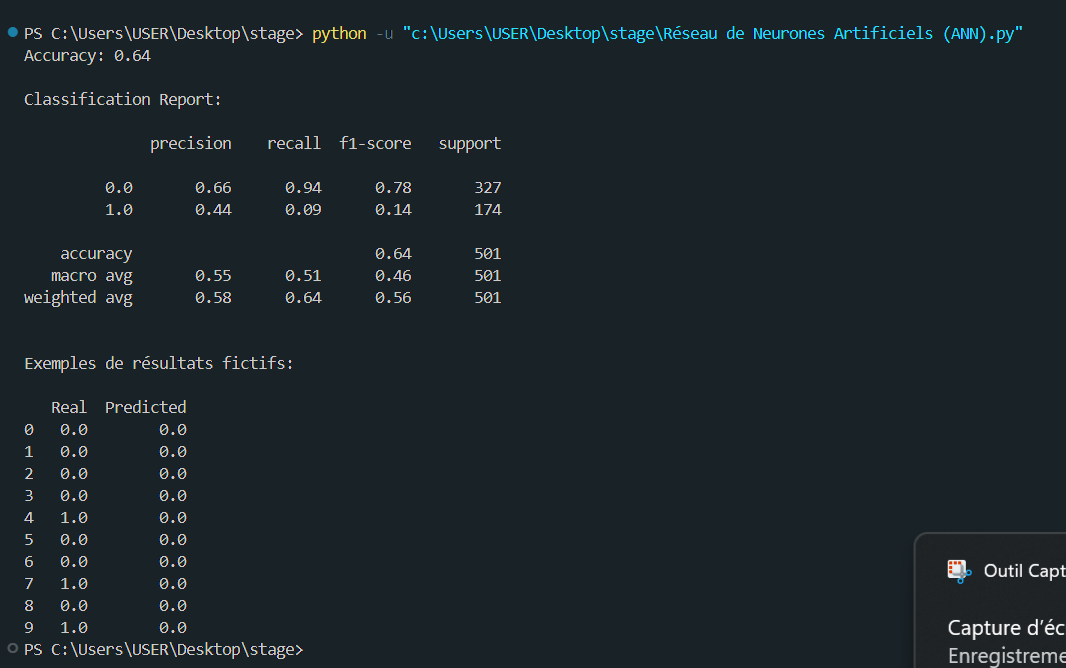 PS C:\Users\USER\Desktop\stage> python -u "c:\Users\USER\Desktop\stage\Réseau de Neurones Artificiels (ANN).py"
Accuracy: 0.64
Classification Report:
precision recall f1-score support
0.0 0.66 0.94 0.78 327
1.0 0.44 0.09 0.14 174
accuracy 0.64 501
macro avg 0.55 0.51 0.46 501
weighted avg 0.58 0.64 0.56 501
Exemples de résultats fictifs:
Real Predicted
0 0.0 0.0
1 0.0 0.0
2 0.0 0.0
3 0.0 0.0
4 1.0 0.0
5 0.0 0.0
6 0.0 0.0
7 1.0 0.0
8 0.0 0.0
9 1.0 0.0
PS C:\Users\USER\Desktop\stage>
Outil Capt
Capture d'éc
Enregistreme